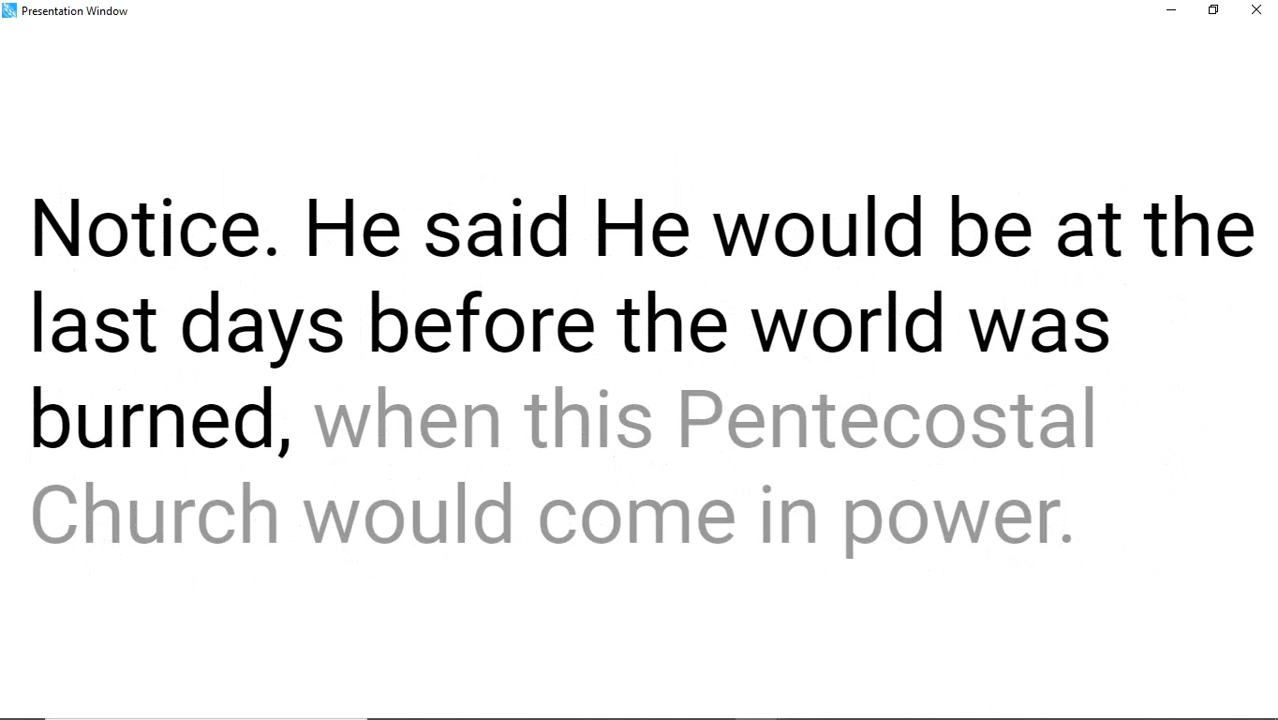 Presentation Window
Notice. He said He would be at the
last days before the world was
burned, when this Pentecostal
Church would come in power.